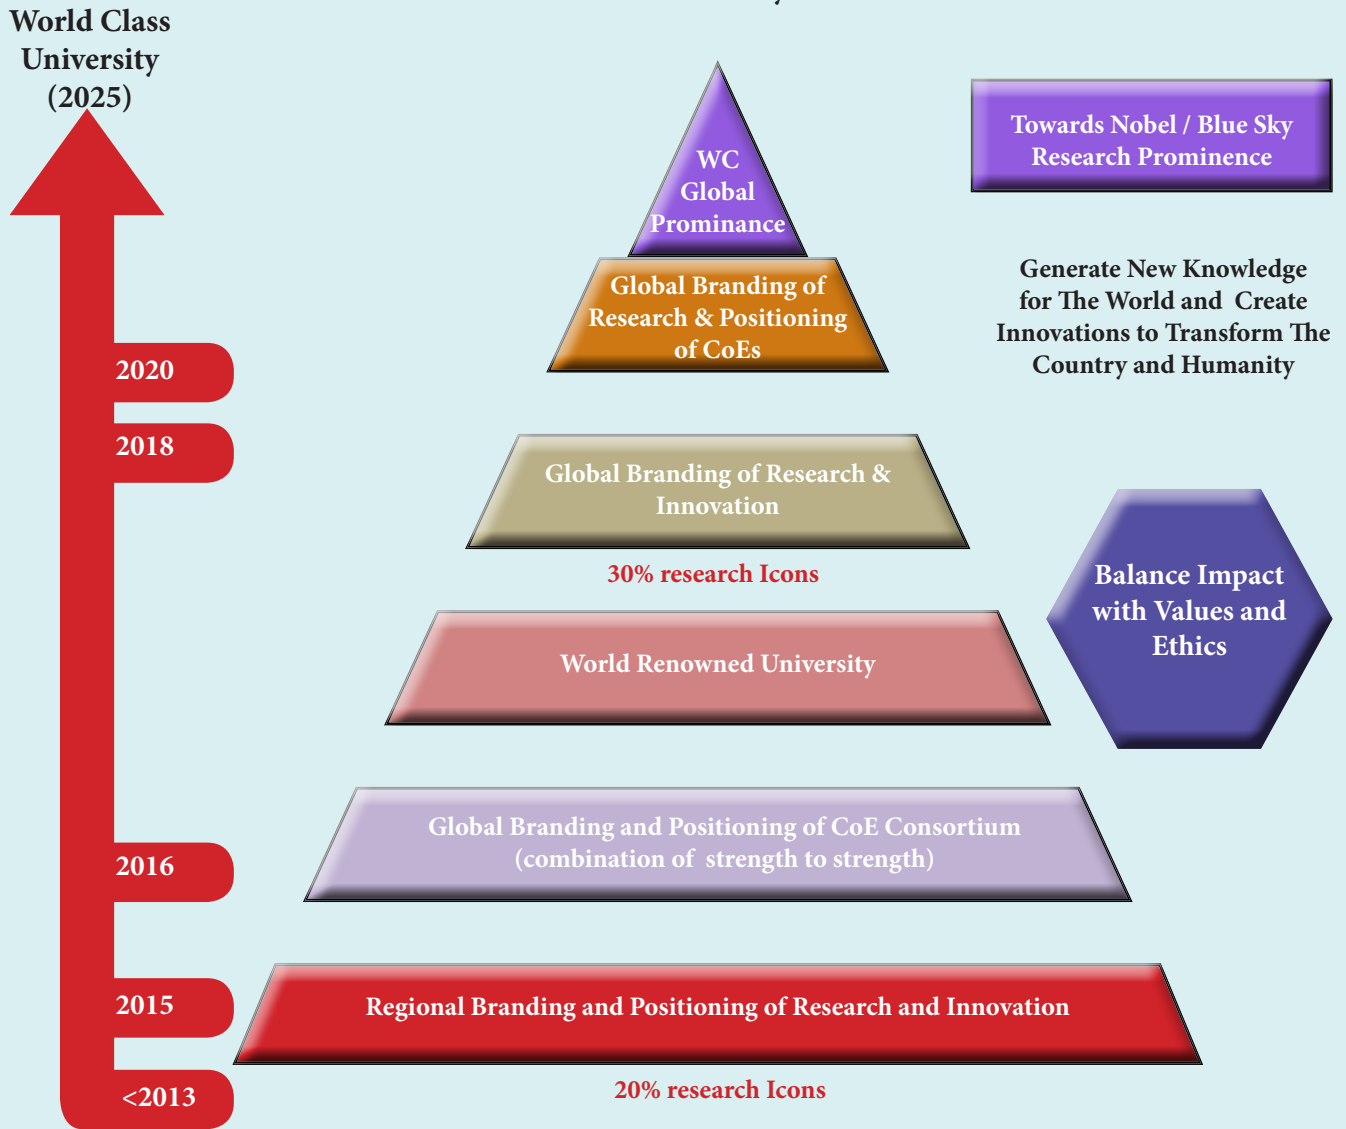 World Class
University
(2025)
WC
Global
Prominance
Towards Nobel / Blue Sky
Research Prominence
Global Branding of
Research & Positioning
of CoEs
Generate New Knowledge
for The World and Create
Innovations to Transform The
Country and Humanity
2020
2018
Global Branding of Research &
Innovation
30% research Icons
Balance Impact
with Values and
Ethics
World Renowned University
Global Branding and Positioning of CoE Consortium
(combination of strength to strength)
2016
2015
Regional Branding and Positioning of Research and Innovation
<2013
20% research Icons